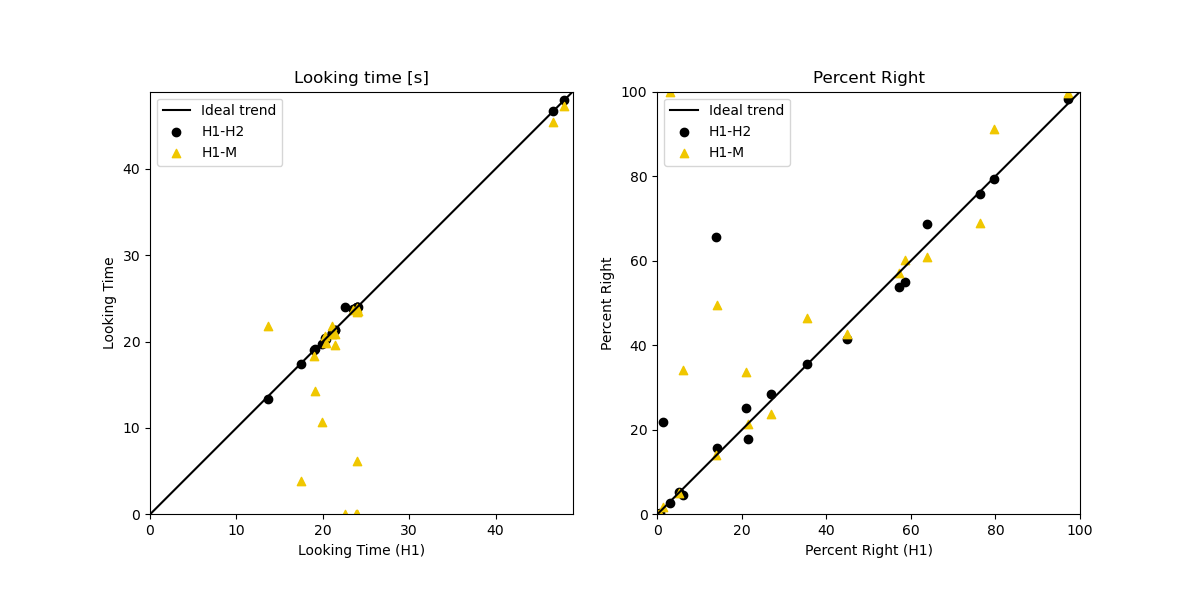 Looking time [s]
Ideal trend
H1-H2
H1-M
Looking Time
0
10
20
30
40
0
10
20
30
40
Looking Time (H1)
Percent Right
Ideal trend
H1-H2
H1-M
Percent Right
0
20
40
60
80
100
0
20
40
60
80
100
Percent Right (H1)